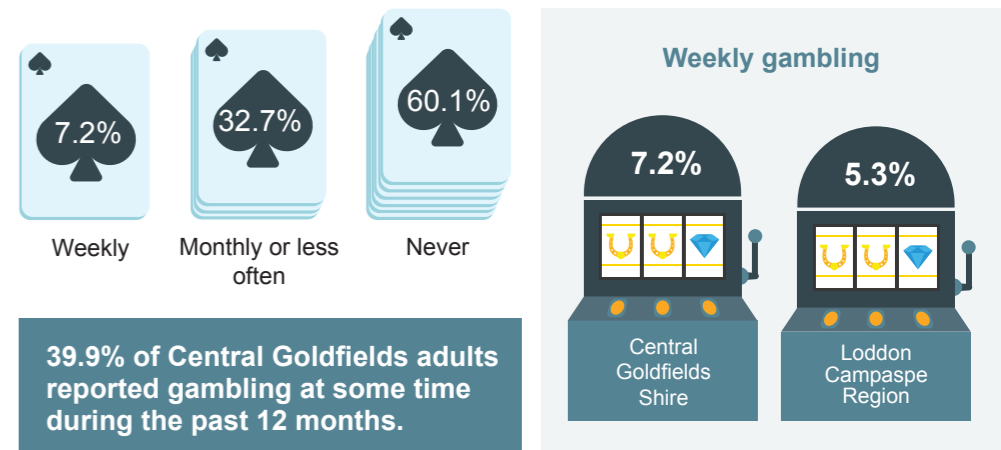 7.2%
32.7%
60.1%
Weekly
Monthly or less
often
Never
39.9% of Central Goldfields adults
reported gambling at some time
during the past 12 months.
Weekly gambling
7.2%
5.3%
Central
Goldfields
Shire
Loddon
Campaspe
Region